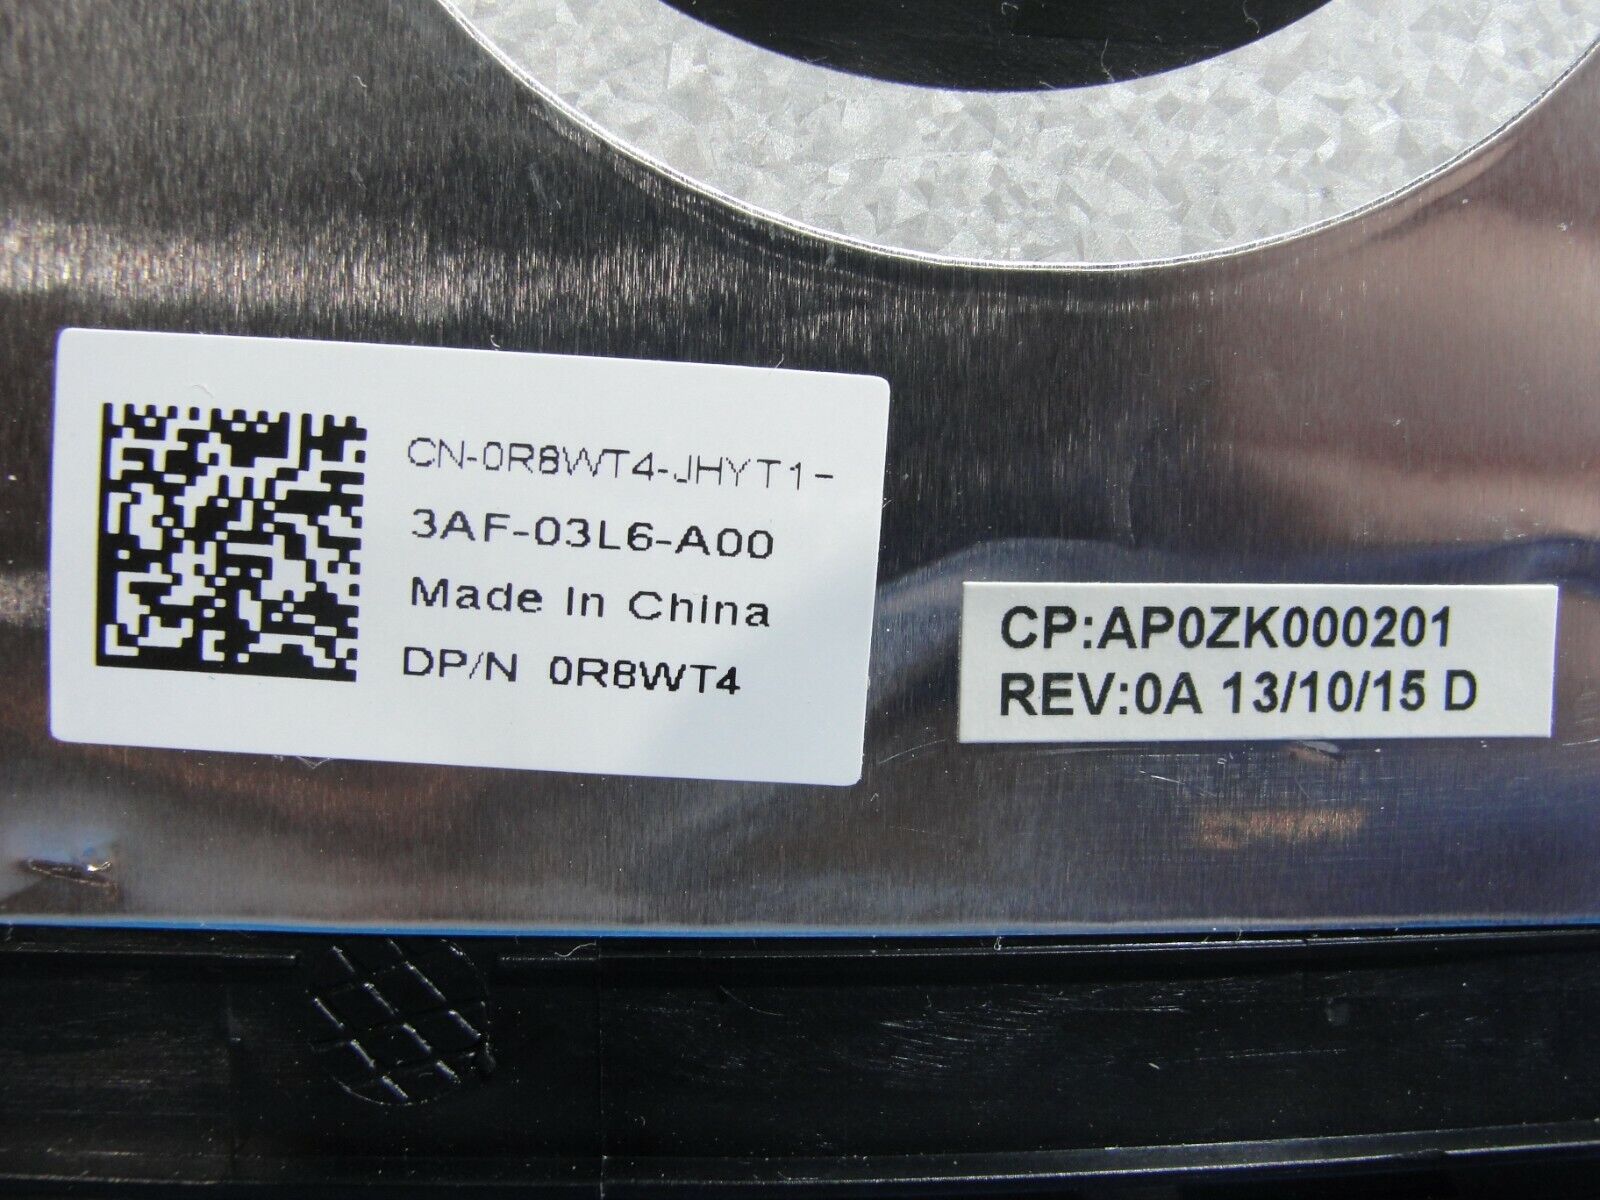 CN-0R8WT4-JHYT1-
3AF-03L6-A00
Made In China
DP/N 0R8WT4
CP:AP0ZK000201
REV:0A 13/10/15 D